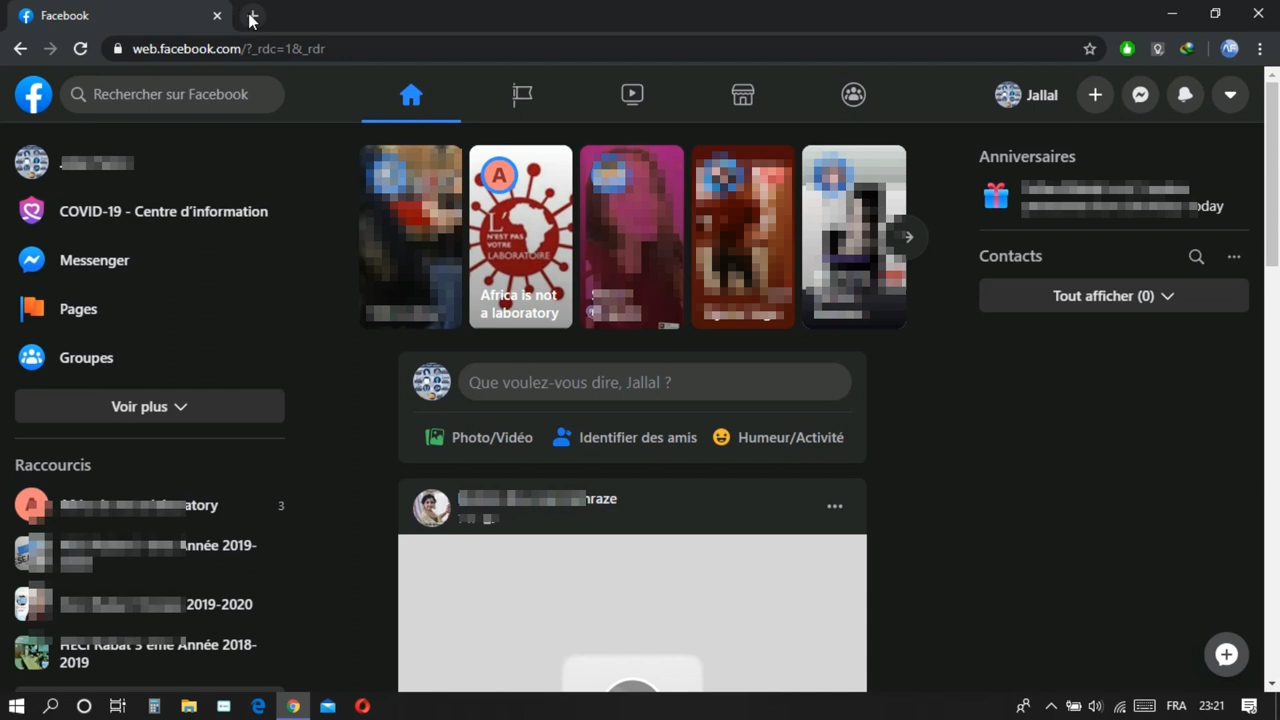 Facebook
web.facebook.com/?_rdc=1&_rdr
Rechercher sur Facebook
Jallal
COVID-19 - Centre d'information
Messenger
Pages
Groupes
Voir plus
Raccourcis
A
atory
3
nnée 2019-
2019-2020
HECI Rabat 3 eme Année 2018-
2019
A
L'
N'EST PAS
VOTRE
LABORATOIRE
Africa is not
a laboratory
Que voulez-vous dire, Jallal ?
Photo/Vidéo
Identifier des amis
Humeur/Activité
hraze
Anniversaires
oday
Contacts
Tout afficher (0)
FRA
23:21